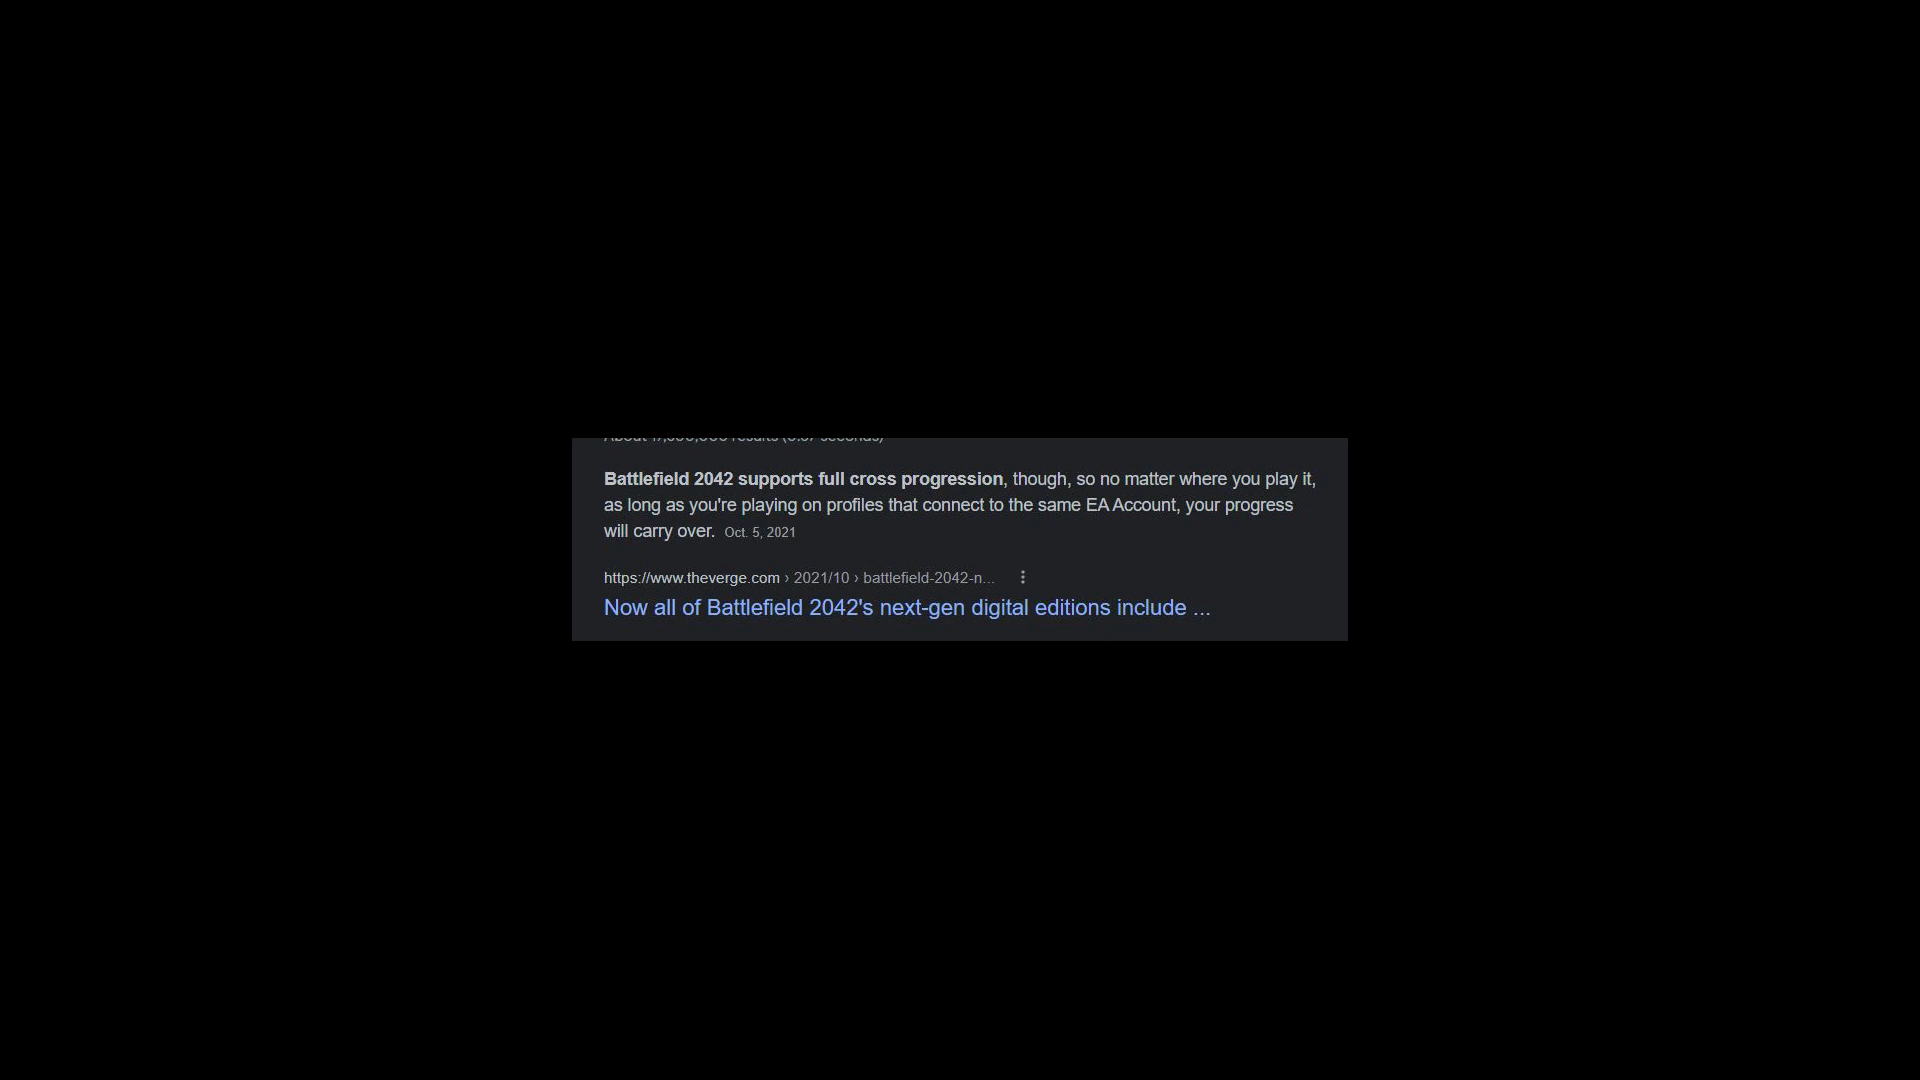 Battlefield 2042 supports full cross progression, though, so no matter where you play it,
as long as you're playing on profiles that connect to the same EA Account, your progress
will carry over. Oct. 5, 2021
https://www.theverge.com › 2021/10 › battlefield-2042-n...
Now all of Battlefield 2042's next-gen digital editions include ...